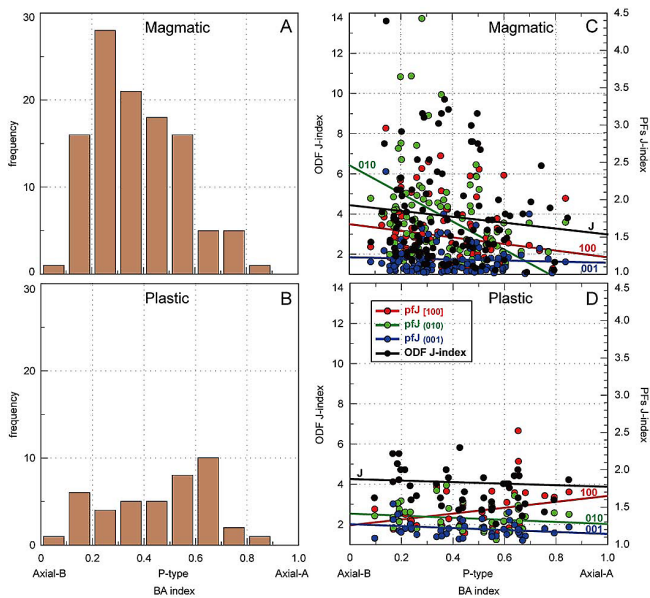 Magmatic A
30
20
10
0
frequency
Plastic B
30
20
10
0
frequency
0 0.2 0.4 0.6 0.8 1.0
Axial-B P-type Axial-A
BA index
Magmatic C
14
12
10
8
6
4
2
ODF J-index
4.5
4.0
3.5
3.0
2.5
2.0
1.5
1.0
PFs J-index
010
J
100
001
Plastic D
14
12
10
8
6
4
2
ODF J-index
4.5
4.0
3.5
3.0
2.5
2.0
1.5
1.0
PFs J-index
pfJ [100]
pfJ (010)
pfJ (001)
ODF J-index
J
100
010
001
0.0 0.2 0.4 0.6 0.8 1.0
Axial-B P-type Axial-A
BA index